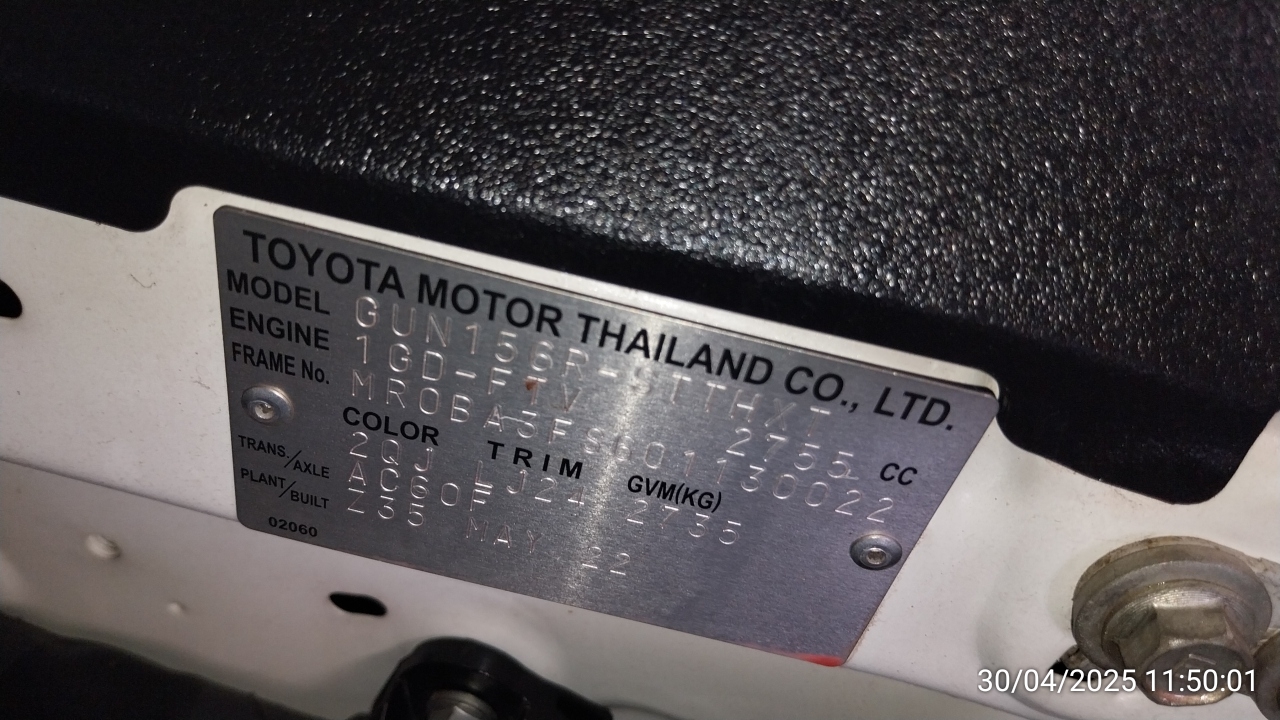 TOYOTA MOTOR THAILAND CO., LTD.
MODEL GUN156R-STTHXT
ENGINE 1GD-FTV 2755 CC
FRAME No. MR0BA3FS601130022
COLOR TRIM GVM(KG)
2QJ LJ24 2735
TRANS./AXLE AC60F
PLANT/BUILT Z55 MAY 22
02060
30/04/2025 11:50:01